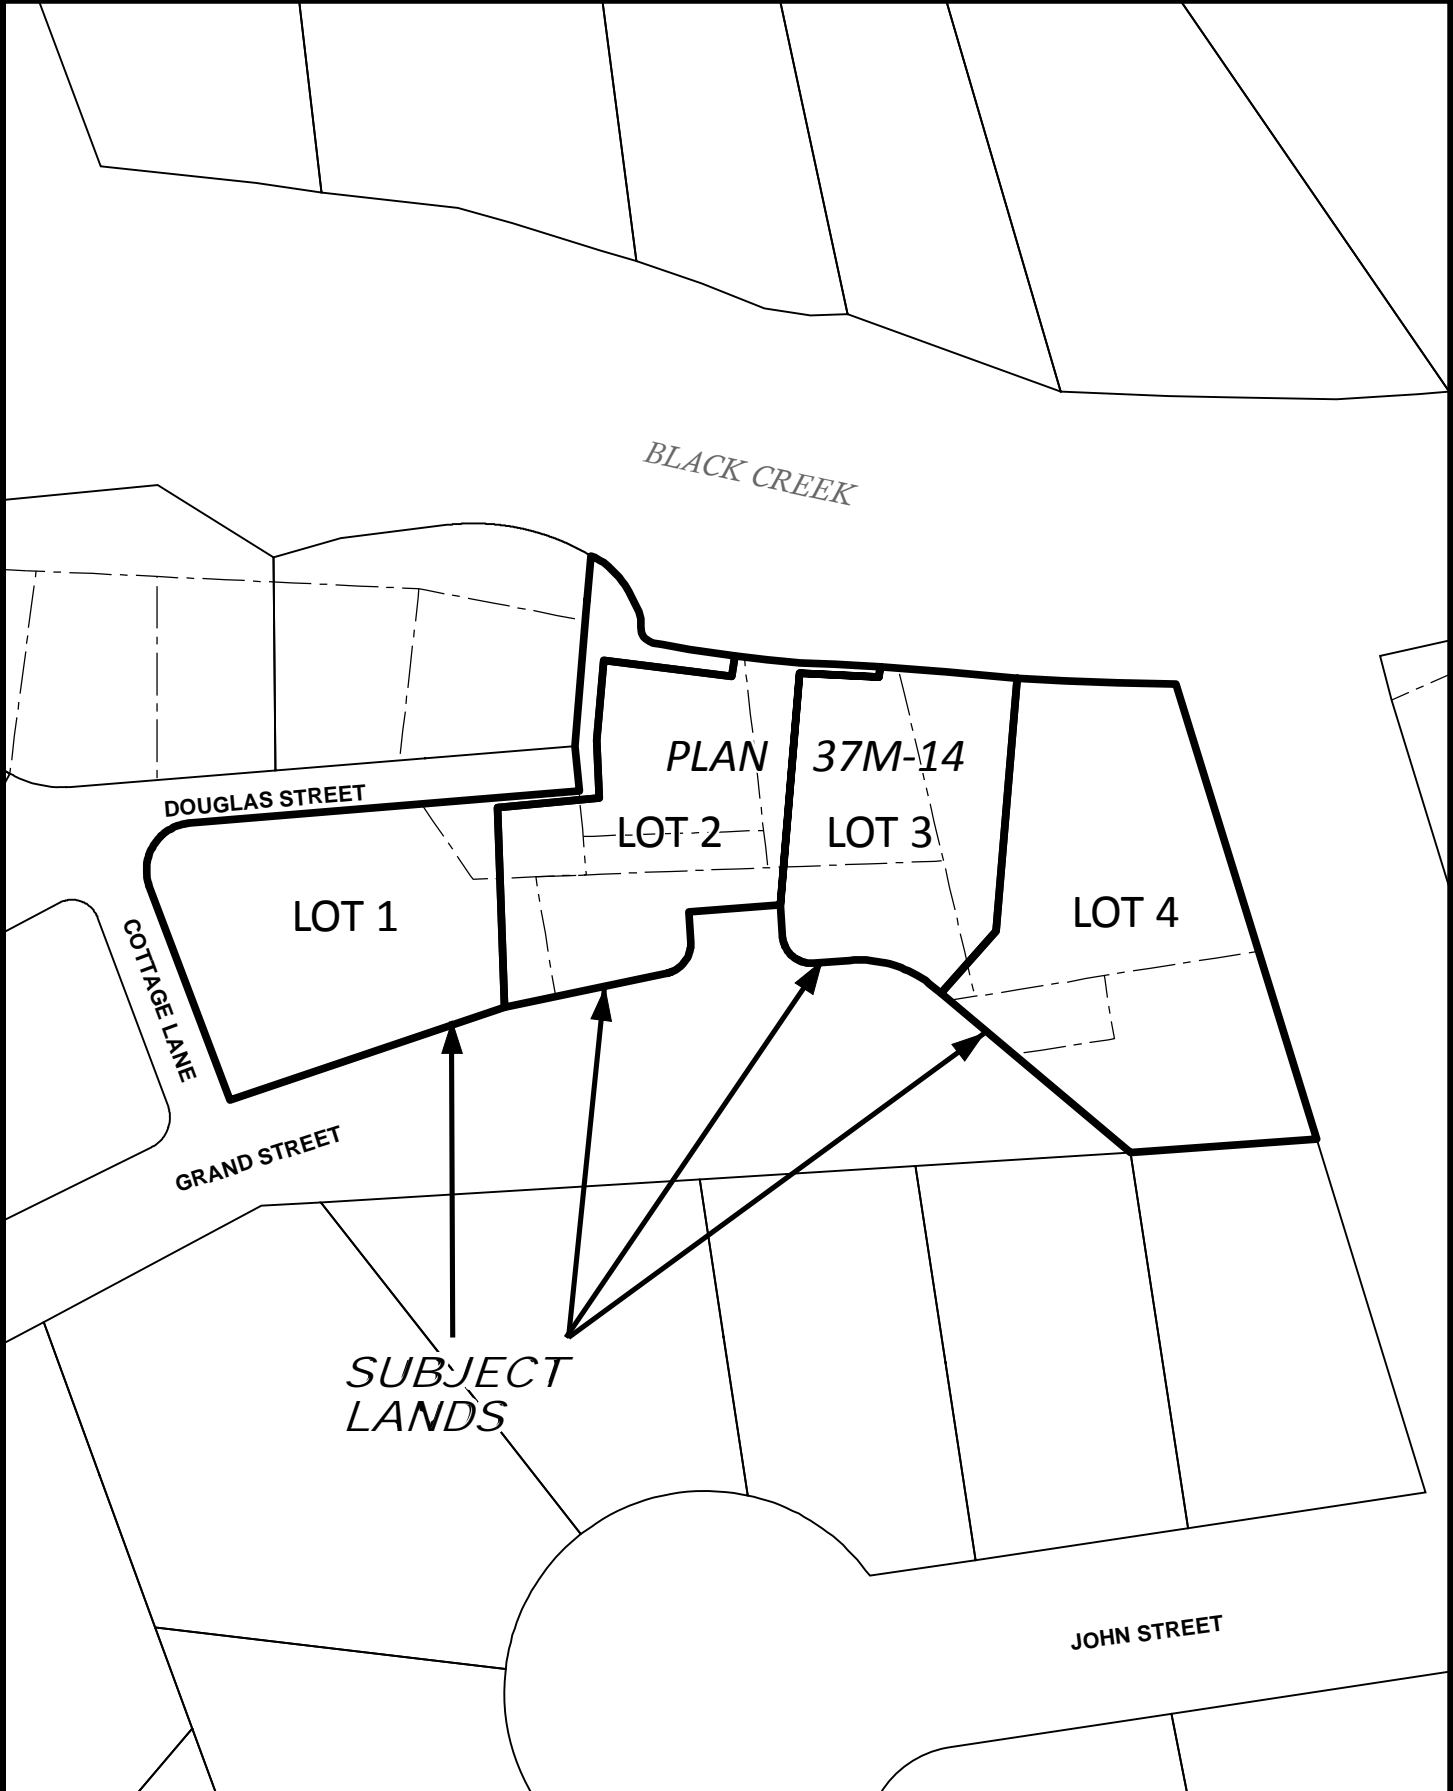 BLACK CREEK
PLAN 37M-14
DOUGLAS STREET
LOT 2
LOT 3
LOT 1
LOT 4
COTTAGE LANE
GRAND STREET
SUBJECT
LANDS
JOHN STREET